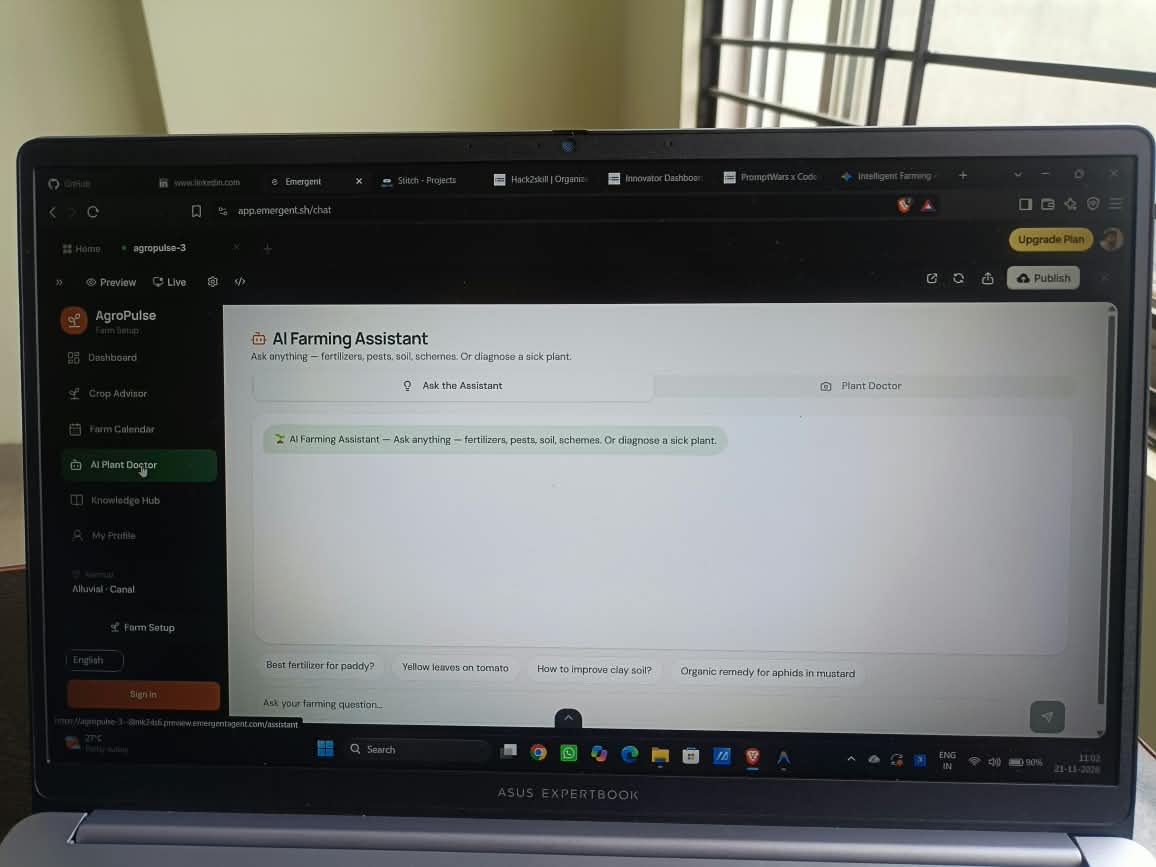 GitHub
www.linkedin.com
Emergent
Stitch - Projects
Hack2skill | Organiz
Innovator Dashboar
PromptWars x Code
Intelligent Farming
app.emergent.sh/chat
Home
agropulse-3
Upgrade Plan
Preview
Live
Publish
AgroPulse
Farm Setup
Dashboard
Crop Advisor
Farm Calendar
AI Plant Doctor
Knowledge Hub
My Profile
Alluvial · Canal
Farm Setup
English
Sign in
AI Farming Assistant
Ask anything — fertilizers, pests, soil, schemes. Or diagnose a sick plant.
Ask the Assistant
Plant Doctor
AI Farming Assistant — Ask anything — fertilizers, pests, soil, schemes. Or diagnose a sick plant.
Best fertilizer for paddy?
Yellow leaves on tomato
How to improve clay soil?
Organic remedy for aphids in mustard
Ask your farming question...
27°C
Partly sunny
Search
ENG
IN
90%
11:02
ASUS EXPERTBOOK